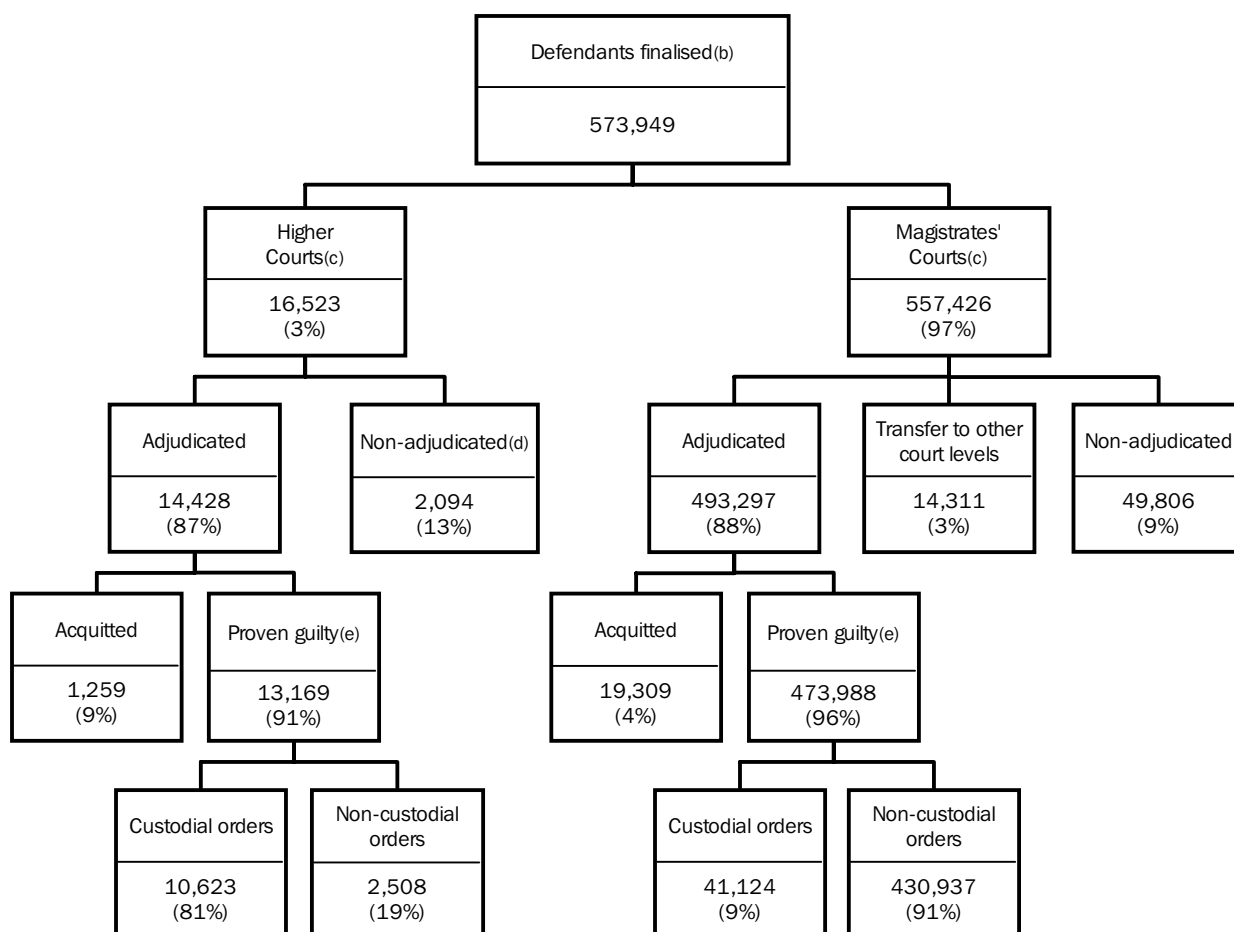 Defendants finalised(b)
573,949
Higher
Courts(c)
16,523
(3%)
Magistrates'
Courts(c)
557,426
(97%)
Adjudicated
14,428
(87%)
Non-adjudicated(d)
2,094
(13%)
Adjudicated
493,297
(88%)
Transfer to other
court levels
14,311
(3%)
Non-adjudicated
49,806
(9%)
Acquitted
1,259
(9%)
Proven guilty(e)
13,169
(91%)
Acquitted
19,309
(4%)
Proven guilty(e)
473,988
(96%)
Custodial orders
10,623
(81%)
Non-custodial
orders
2,508
(19%)
Custodial orders
41,124
(9%)
Non-custodial
orders
430,937
(91%)